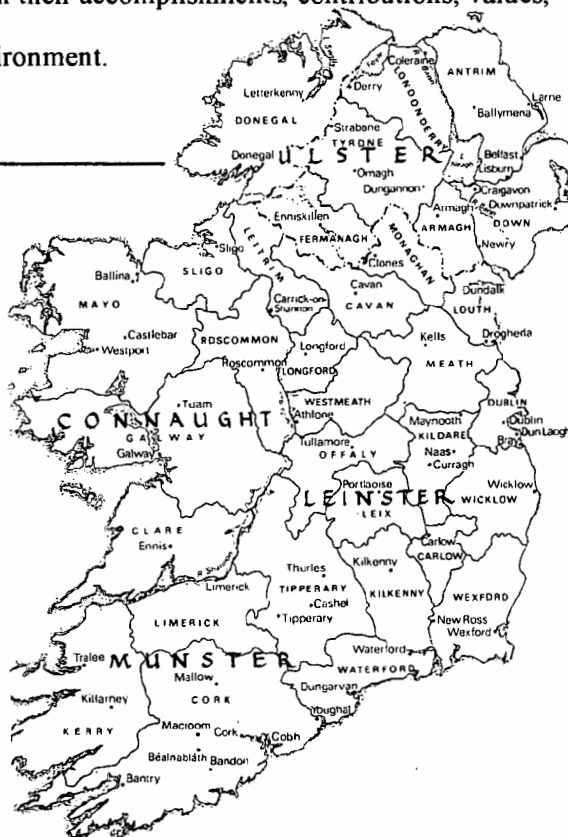 their accomplishments, contributions, values,
ironment.
ANTRIM
Coleraine
R. Bann
Larne
Letterkenny
Derry
LONDONDERRY
Ballymena
DONEGAL
Strabane
TYRONE
Donegal
ULSTER
Belfast
Lisburn
Omagh
Dungannon
Craigavon
Downpatrick
Armagh
R. Bann
DOWN
Enniskillen
ARMAGH
FERMANAGH
MONAGHAN
Newry
Sligo
LEITRIM
Clones
SLIGO
Ballina
Cavan
Dundalk
MAYO
Carrick-on-
Shannon
CAVAN
LOUTH
Castlebar
ROSCOMMON
Longford
Kells
Drogheda
Westport
Roscommon
LONGFORD
MEATH
Tuam
WESTMEATH
DUBLIN
CONNAUGHT
Athlone
Maynooth
Dublin
GALWAY
KILDARE
Dun Laogh
Tullamore
Bray
Galway
OFFALY
Naas
Curragh
Portlaoise
Wicklow
LEINSTER
LEIX
WICKLOW
CLARE
Ennis
Carlow
CARLOW
R. Shannon
Thurles
Kilkenny
Limerick
TIPPERARY
KILKENNY
WEXFORD
Cashel
LIMERICK
Tipperary
New Ross
Wexford
Waterford
Tralee
MUNSTER
WATERFORD
Mallow
Dungarvan
Killarney
CORK
Youghal
KERRY
Macroom
Cork
Cobh
Béalnabláth
Bandon
Bantry